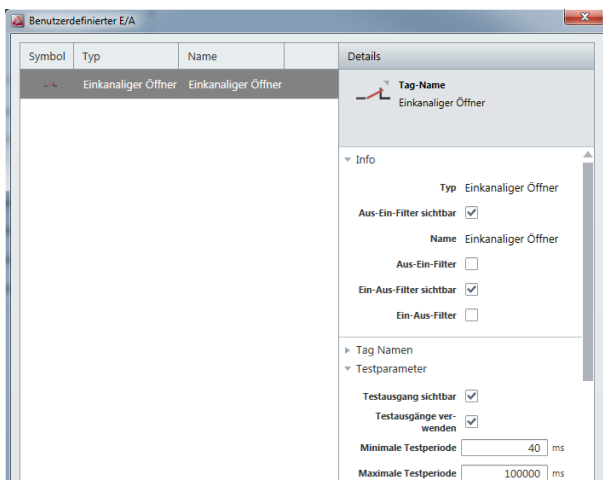 Benutzerdefinierter E/A
Symbol Typ Name
Einkanaliger Öffner Einkanaliger Öffner
Details
Tag-Name
Einkanaliger Öffner
Info
Typ Einkanaliger Öffner
Aus-Ein-Filter sichtbar
Name Einkanaliger Öffner
Aus-Ein-Filter
Ein-Aus-Filter sichtbar
Ein-Aus-Filter
Tag Namen
Testparameter
Testausgang sichtbar
Testausgänge ver-
wenden
Minimale Testperiode 40 ms
Maximale Testperiode 100000 ms